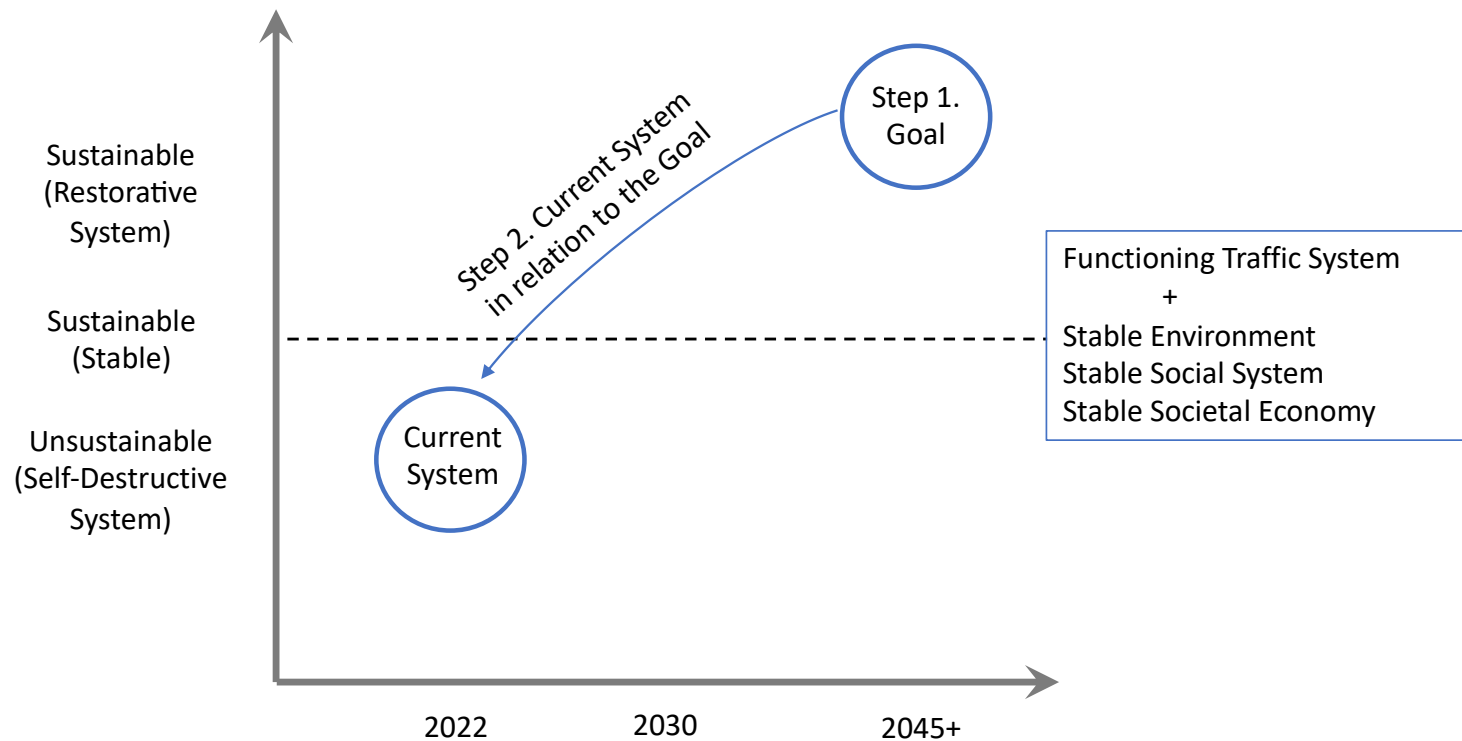 Step 1.
Goal
Step 2. Current System
in relation to the Goal
Sustainable
(Restorative
System)
Sustainable
(Stable)
Unsustainable
(Self-Destructive
System)
Current
System
Functioning Traffic System
+
Stable Environment
Stable Social System
Stable Societal Economy
2022
2030
2045+